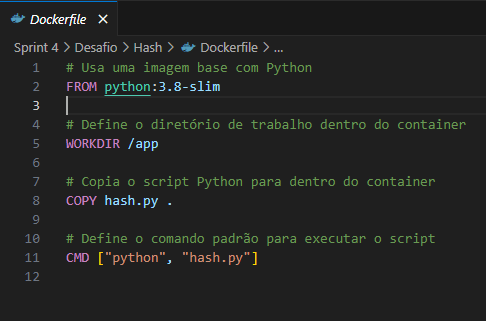 Dockerfile
Sprint 4 > Desafio > Hash > Dockerfile > ...
1 # Usa uma imagem base com Python
2 FROM python:3.8-slim
3
4 # Define o diretório de trabalho dentro do container
5 WORKDIR /app
6
7 # Copia o script Python para dentro do container
8 COPY hash.py .
9
10 # Define o comando padrão para executar o script
11 CMD ["python", "hash.py"]
12